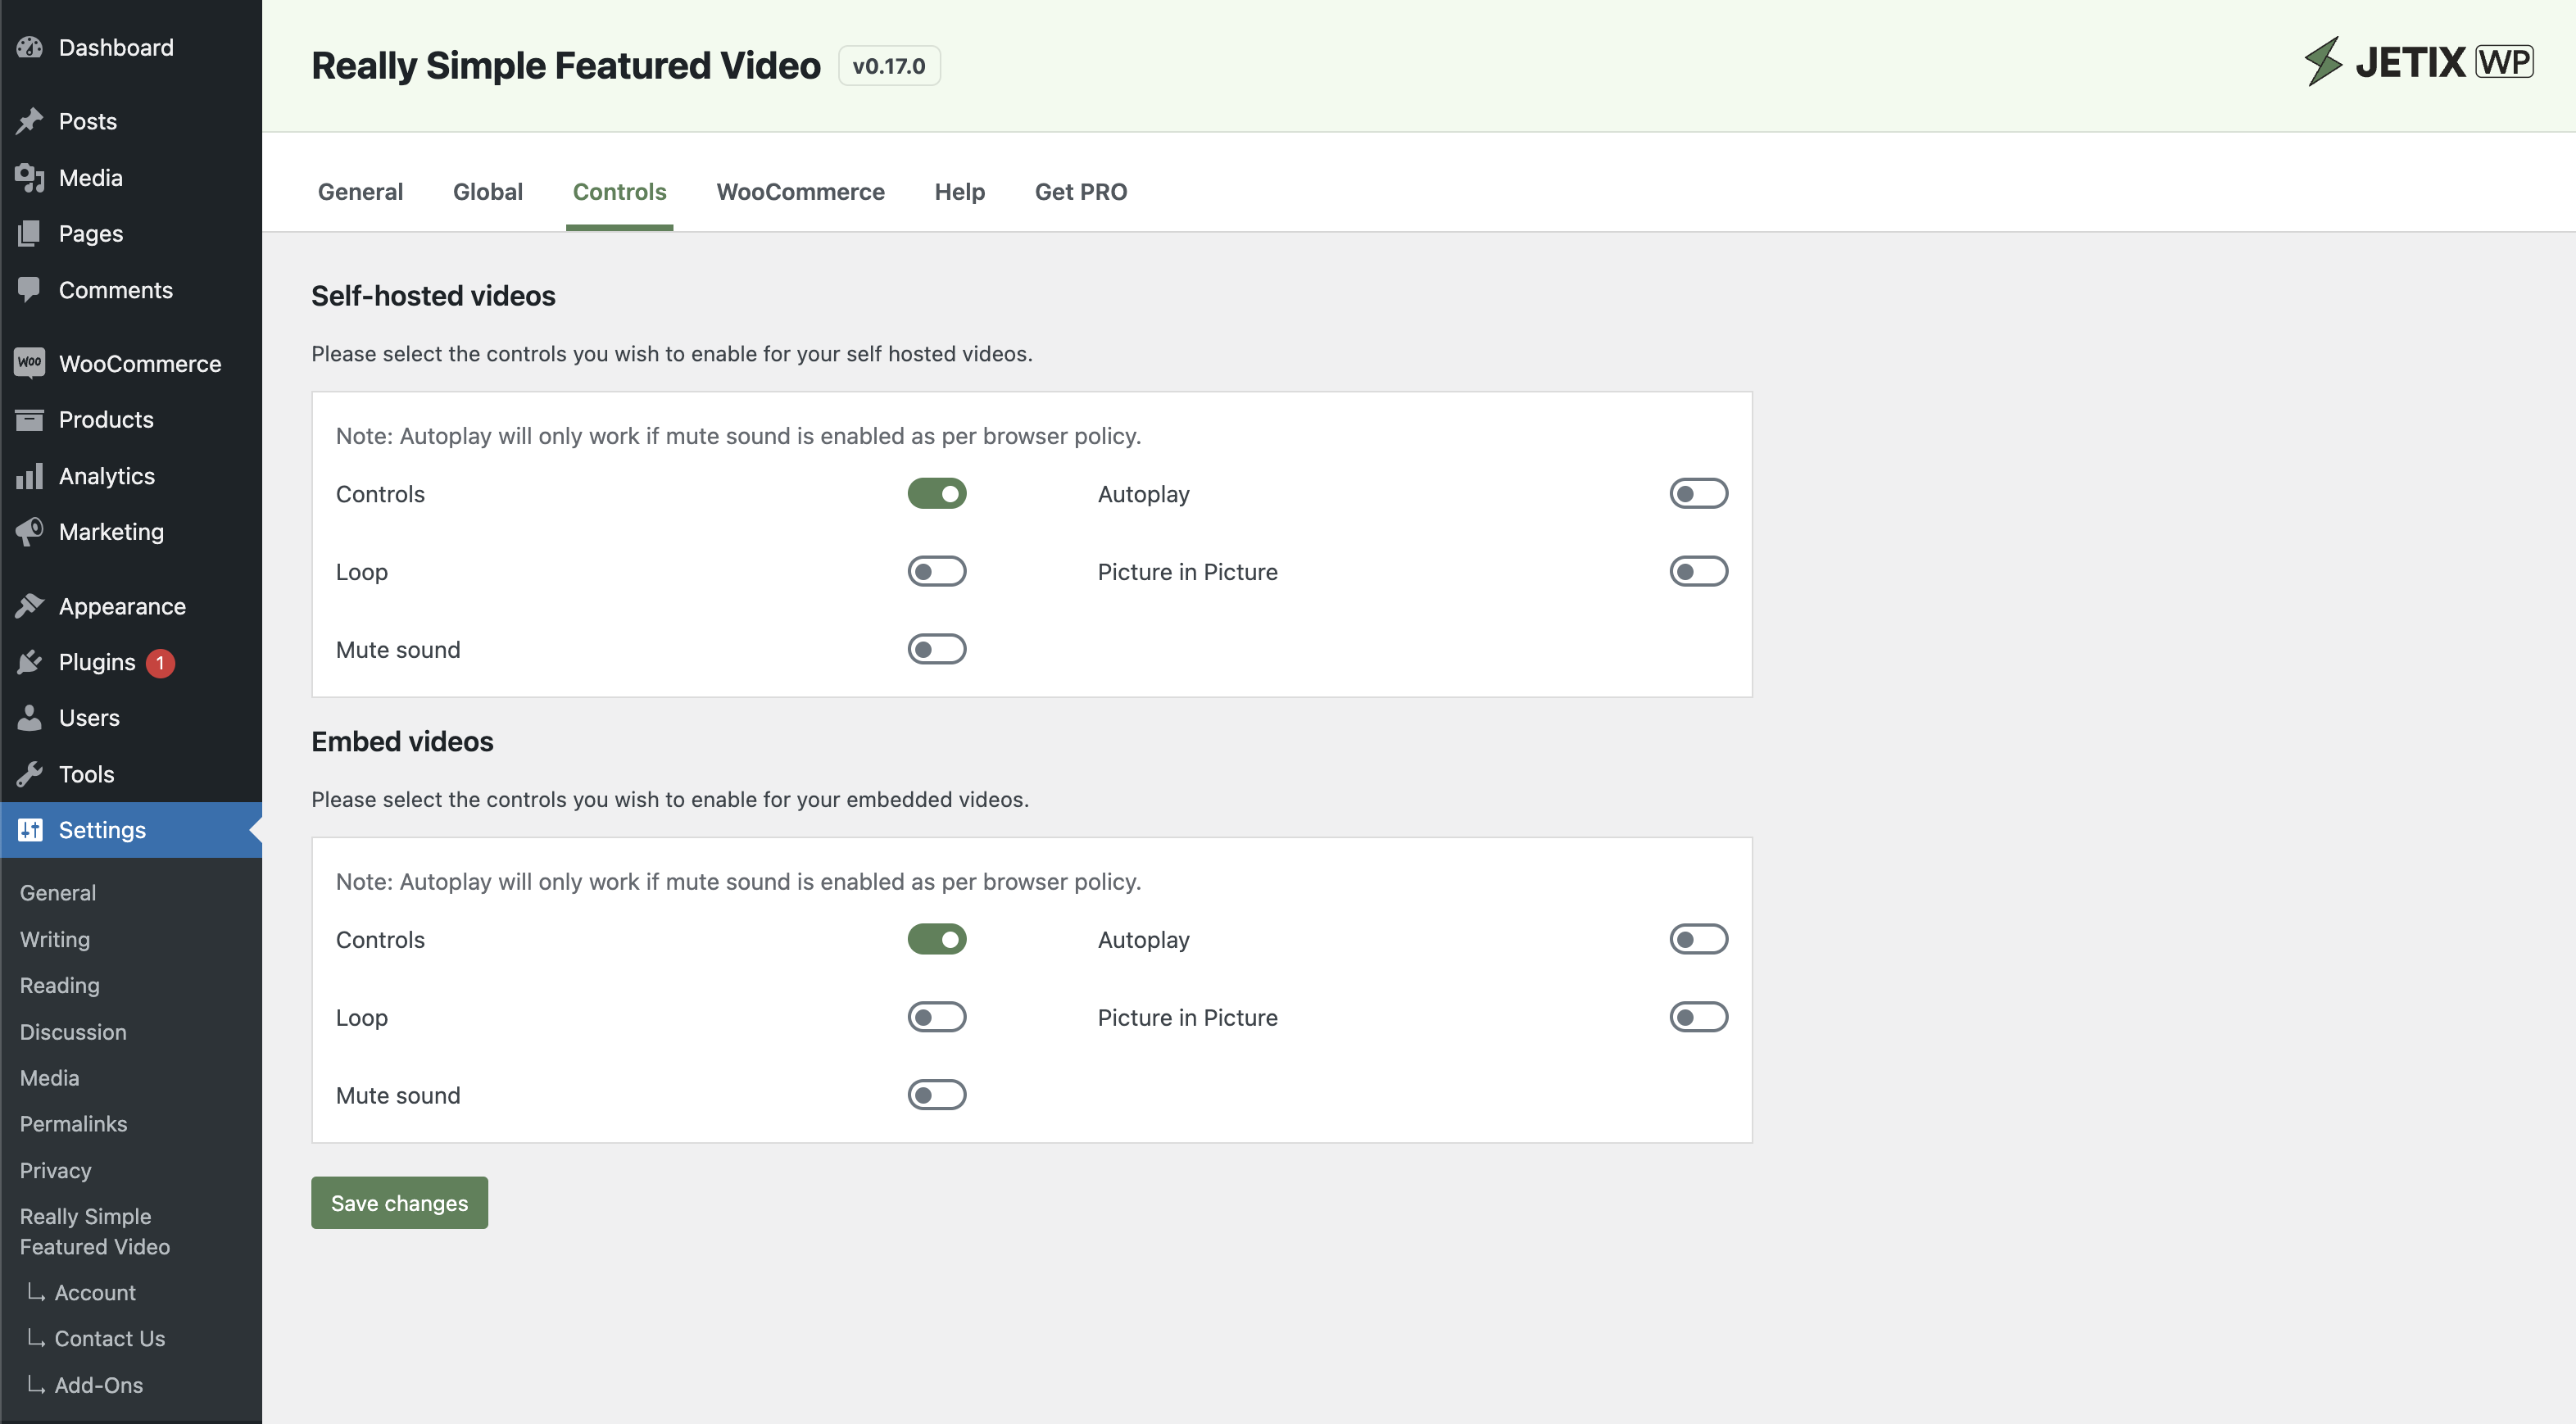 Dashboard
Posts
Media
Pages
Comments
WOO
WooCommerce
Products
Analytics
Marketing
Appearance
Plugins 1
Users
Tools
Settings
General
Writing
Reading
Discussion
Media
Permalinks
Privacy
Really Simple
Featured Video
Account
Contact Us
Add-Ons
Really Simple Featured Video v0.17.0
JETIX WP
General Global Controls WooCommerce Help Get PRO
Self-hosted videos
Please select the controls you wish to enable for your self hosted videos.
Note: Autoplay will only work if mute sound is enabled as per browser policy.
Controls Autoplay
Loop Picture in Picture
Mute sound
Embed videos
Please select the controls you wish to enable for your embedded videos.
Note: Autoplay will only work if mute sound is enabled as per browser policy.
Controls Autoplay
Loop Picture in Picture
Mute sound
Save changes